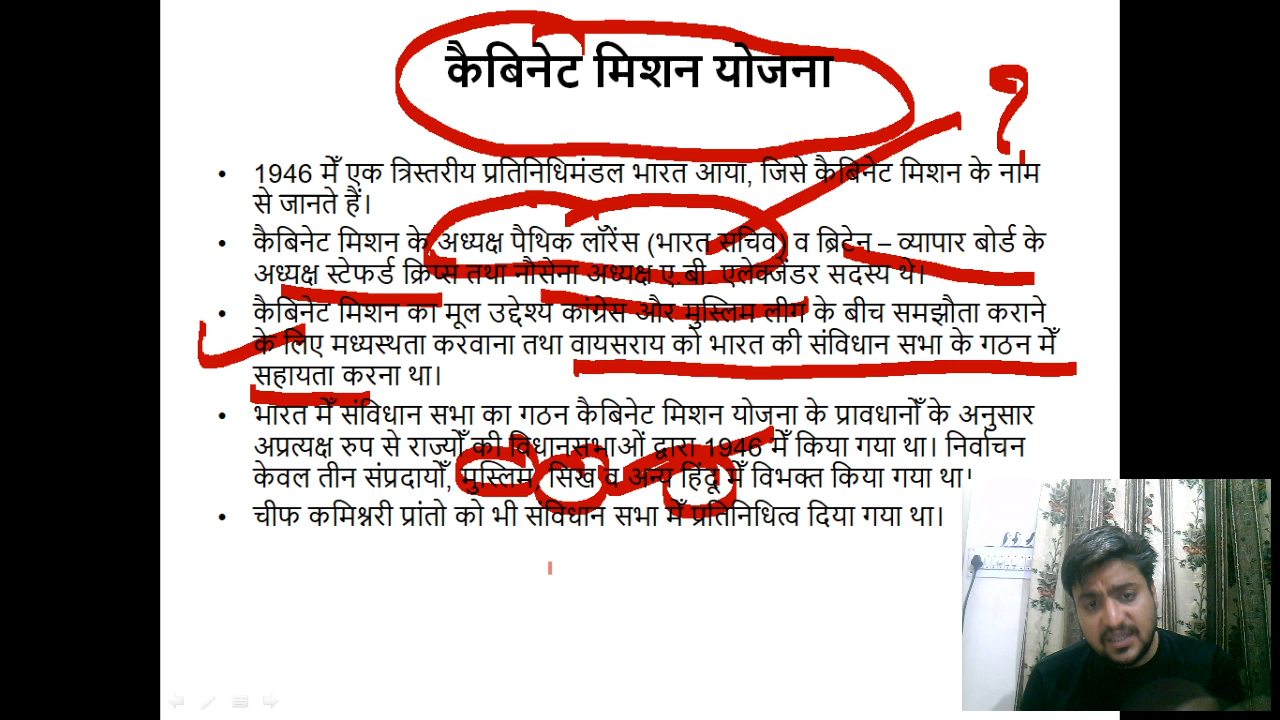 कैबिनेट मिशन योजना
?
• 1946 मेँ एक त्रिस्तरीय प्रतिनिधिमंडल भारत आया, जिसे कैबिनेट मिशन के नाम
से जानते हैं।
• कैबिनेट मिशन के अध्यक्ष पैथिक लॉरेंस (भारत सचिव) व ब्रिटेन – व्यापार बोर्ड के
अध्यक्ष स्टेफर्ड क्रिप्स तथा नौसेना अध्यक्ष ए.बी. एलेक्जेंडर सदस्य थे।
• कैबिनेट मिशन का मूल उद्देश्य कांग्रेस और मुस्लिम लीग के बीच समझौता कराने
के लिए मध्यस्थता करवाना तथा वायसराय को भारत की संविधान सभा के गठन मेँ
सहायता करना था।
• भारत मेँ संविधान सभा का गठन कैबिनेट मिशन योजना के प्रावधानोँ के अनुसार
अप्रत्यक्ष रुप से राज्योँ की विधानसभाओं द्वारा 1946 मेँ किया गया था। निर्वाचन
केवल तीन संप्रदायोँ, मुस्लिम, सिख व अन्य हिंदू मेँ विभक्त किया गया था।
• चीफ कमिश्नरी प्रांतो को भी संविधान सभा मेँ प्रतिनिधित्व दिया गया था।